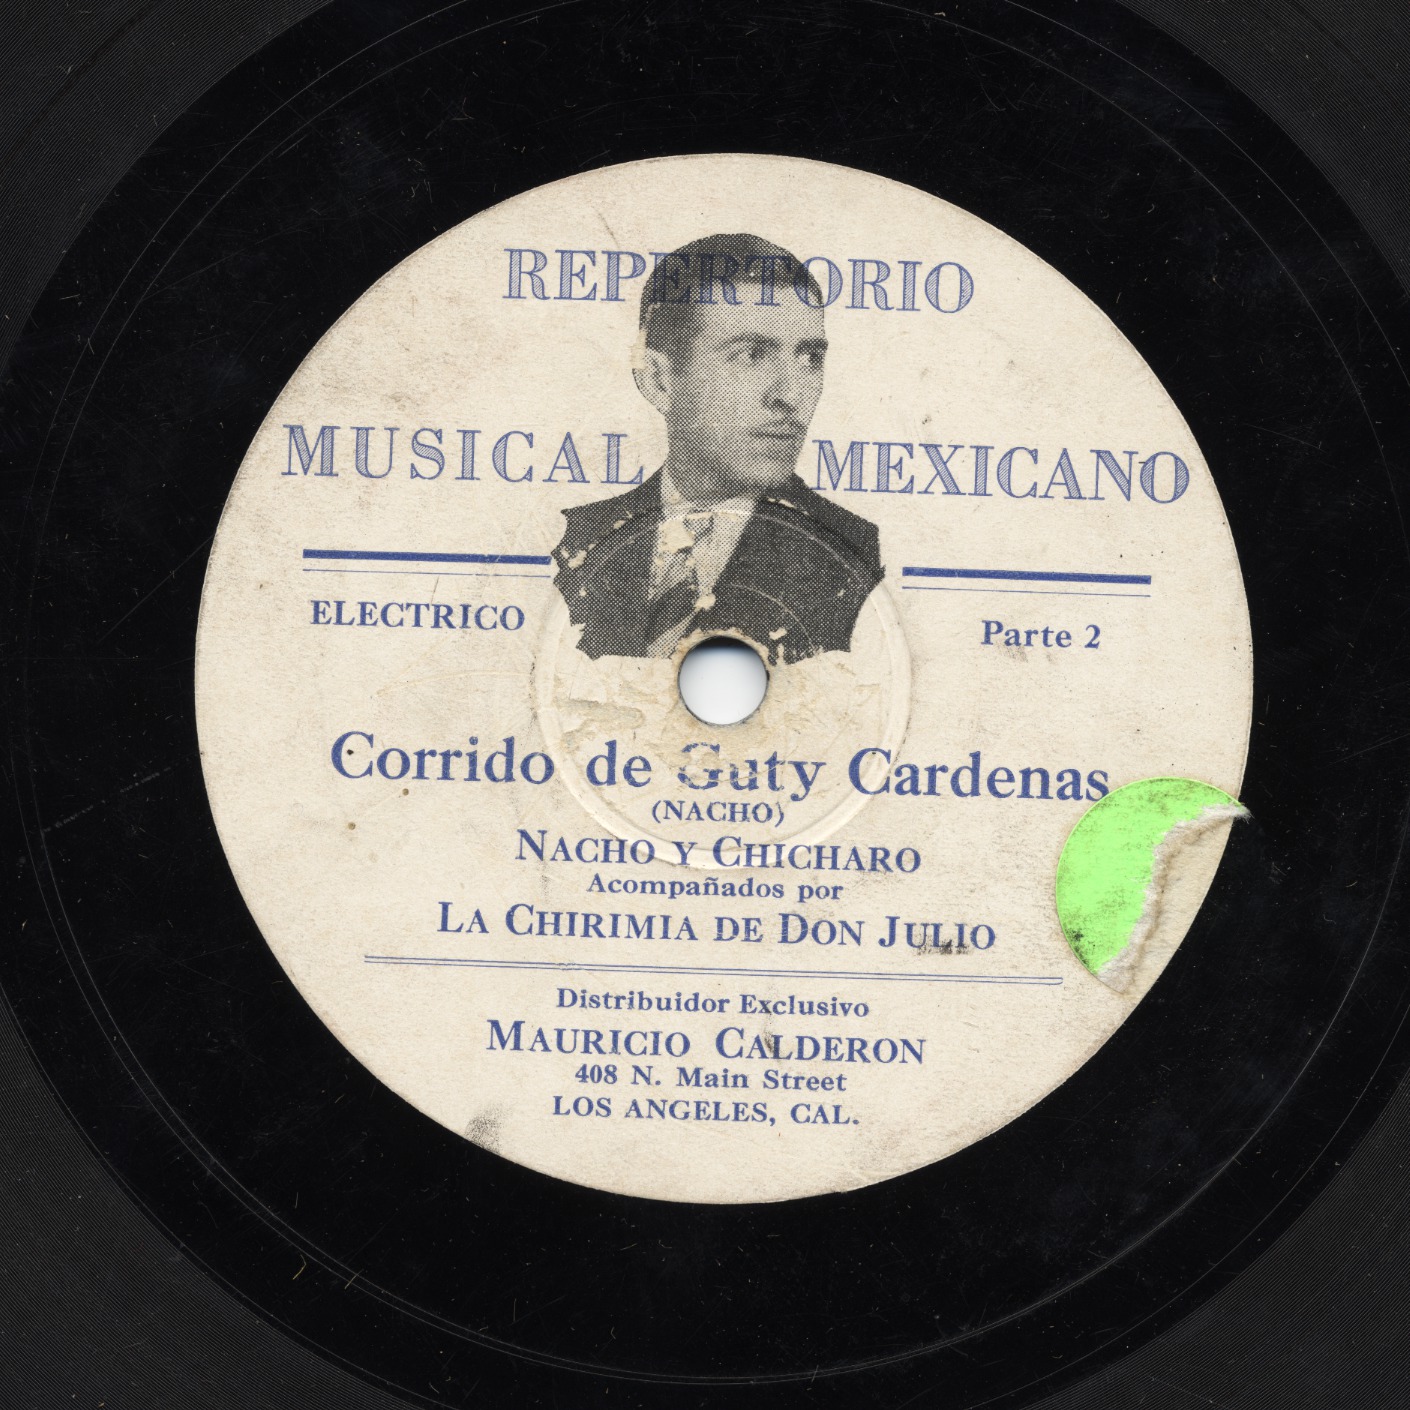 REPERTORIO
MUSICAL MEXICANO
ELECTRICO
Parte 2
Corrido de Guty Cardenas
(NACHO)
NACHO Y CHICHARO
Acompañados por
LA CHIRIMIA DE DON JULIO
Distribuidor Exclusivo
MAURICIO CALDERON
408 N. Main Street
LOS ANGELES, CAL.